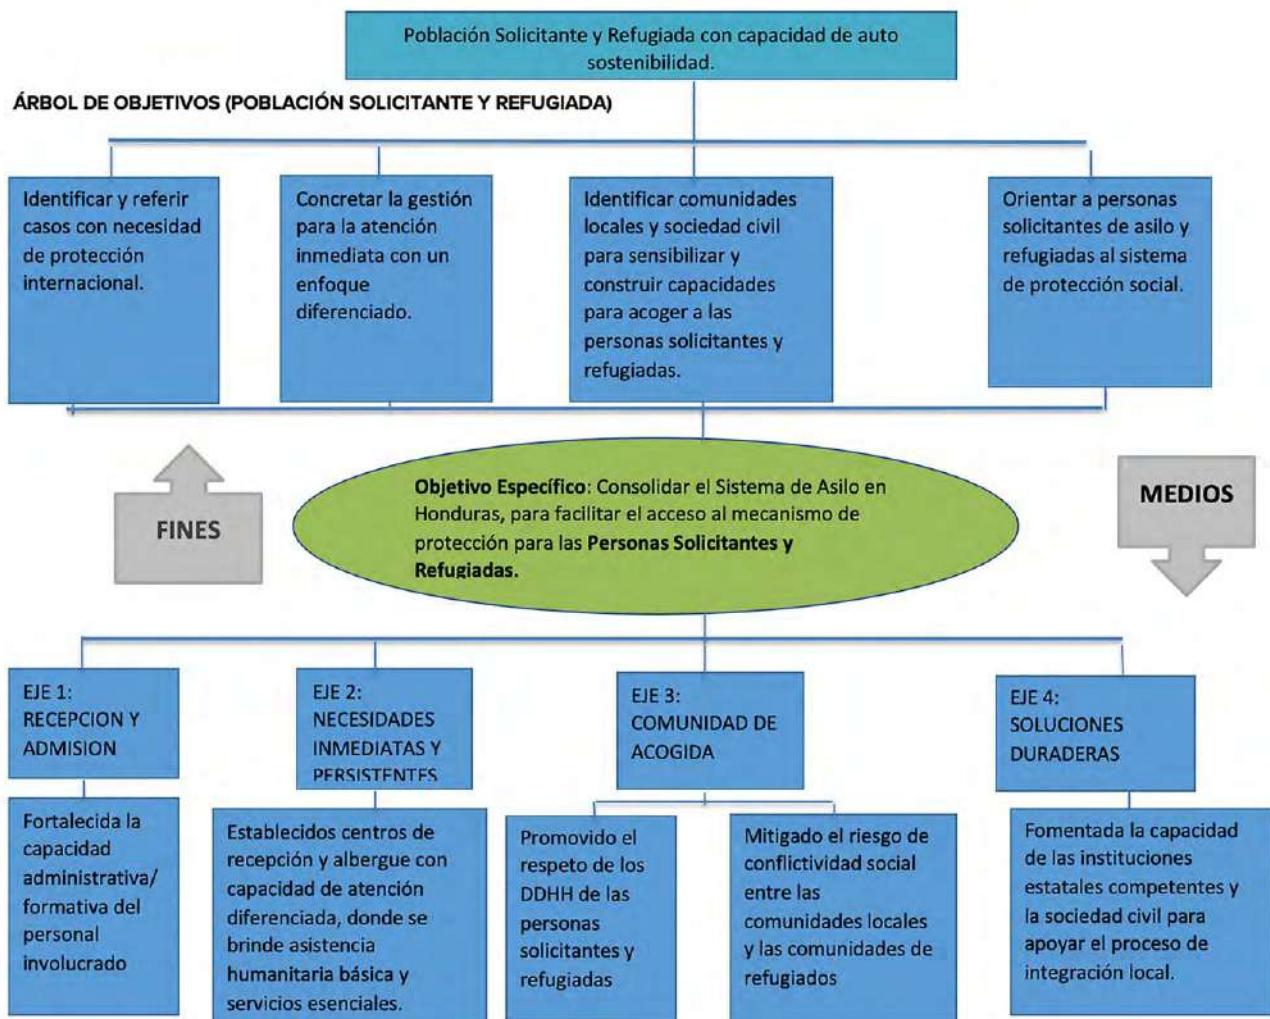 Población Solicitante y Refugiada con capacidad de auto
sostenibilidad.
ÁRBOL DE OBJETIVOS (POBLACIÓN SOLICITANTE Y REFUGIADA)
Identificar y referir
casos con necesidad
de protección
internacional.
Concretar la gestión
para la atención
inmediata con un
enfoque
diferenciado.
Identificar comunidades
locales y sociedad civil
para sensibilizar y
construir capacidades
para acoger a las
personas solicitantes y
refugiadas.
Orientar a personas
solicitantes de asilo y
refugiadas al sistema
de protección social.
FINES
Objetivo Específico: Consolidar el Sistema de Asilo en
Honduras, para facilitar el acceso al mecanismo de
protección para las Personas Solicitantes y
Refugiadas.
MEDIOS
EJE 1:
RECEPCION Y
ADMISION
EJE 2:
NECESIDADES
INMEDIATAS Y
PERSISTENTES
EJE 3:
COMUNIDAD DE
ACOGIDA
EJE 4:
SOLUCIONES
DURADERAS
Fortalecida la
capacidad
administrativa/
formativa del
personal
involucrado
Establecidos centros de
recepción y albergue con
capacidad de atención
diferenciada, donde se
brinde asistencia
humanitaria básica y
servicios esenciales.
Promovido el
respeto de los
DDHH de las
personas
solicitantes y
refugiadas
Mitigado el riesgo de
conflictividad social
entre las
comunidades locales
y las comunidades de
refugiados
Fomentada la capacidad
de las instituciones
estatales competentes y
la sociedad civil para
apoyar el proceso de
integración local.